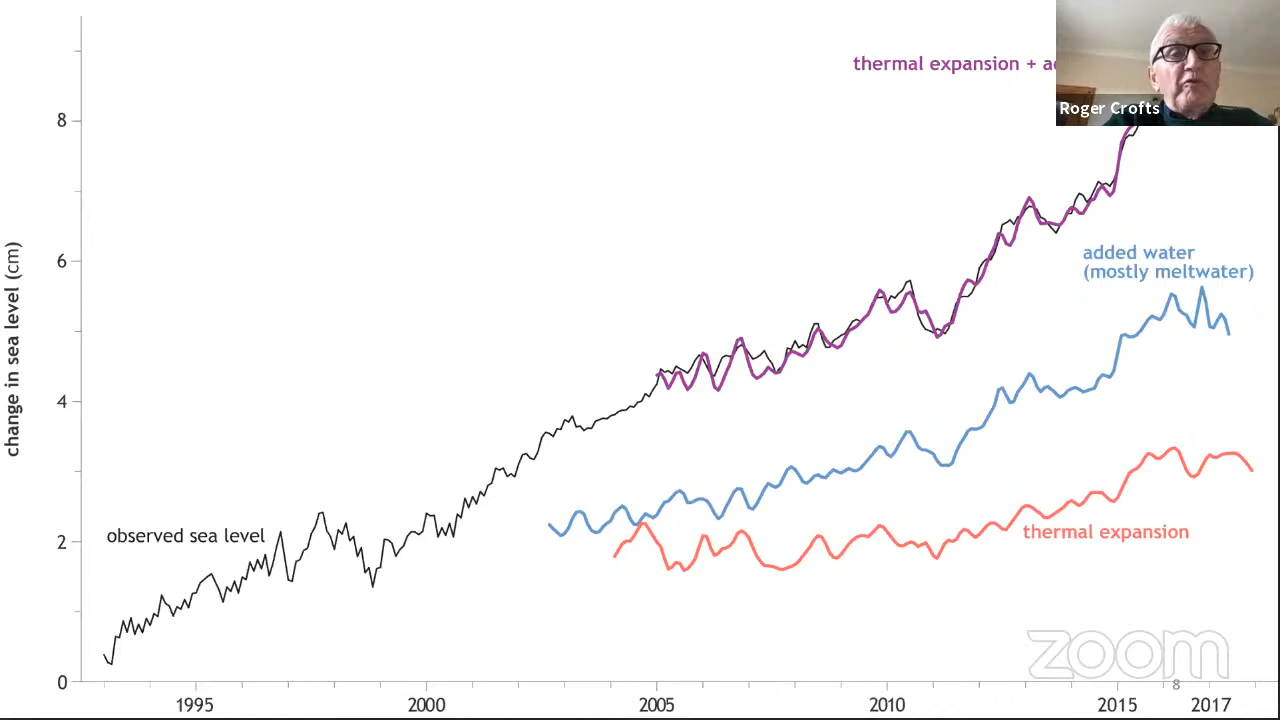 thermal expansion +
Roger Crofts
8
change in sea level (cm)
6
added water
(mostly meltwater)
4
observed sea level
2
thermal expansion
zoom
8
0
1995
2000
2005
2010
2015
2017